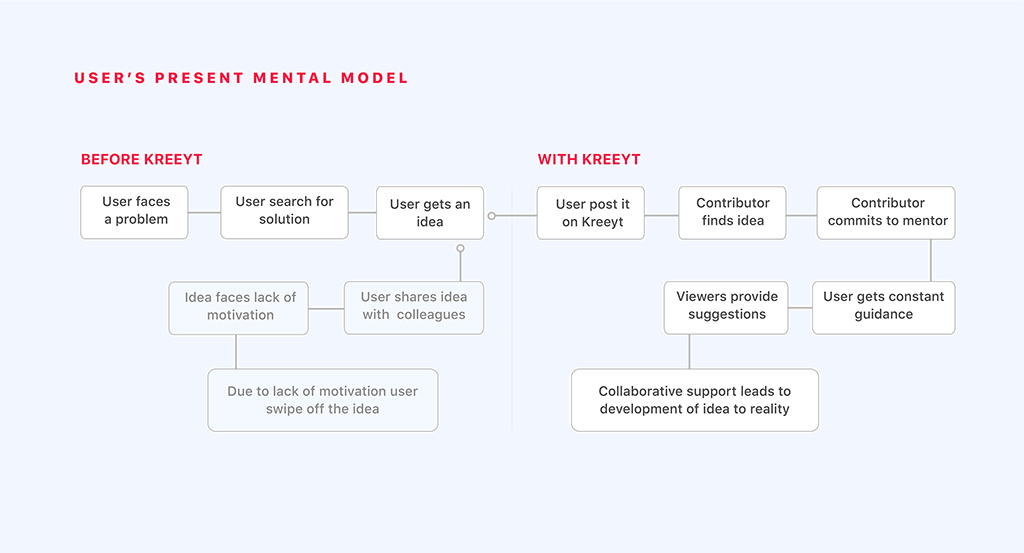 USER'S PRESENT MENTAL MODEL
BEFORE KREEYT
User faces
a problem
User search for
solution
User gets an
idea
Idea faces lack of
motivation
User shares idea
with colleagues
Due to lack of motivation user
swipe off the idea
WITH KREEYT
User post it
on Kreeyt
Contributor
finds idea
Contributor
commits to mentor
Viewers provide
suggestions
User gets constant
guidance
Collaborative support leads to
development of idea to reality